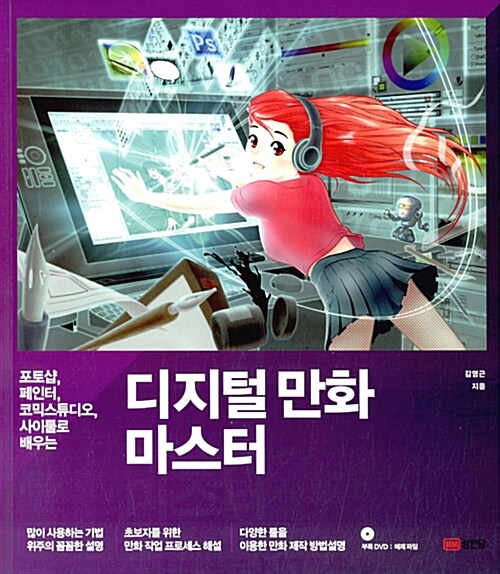 Ps
포토샵,
페인터,
코믹스튜디오,
사이툴로
배우는
디지털 만화
마스터
김영근
지음
많이 사용하는 기법
위주의 꼼꼼한 설명
초보자를 위한
만화 작업 프로세스 해설
다양한 툴을
이용한 만화 제작 방법설명
부록 DVD : 예제 파일
성안당